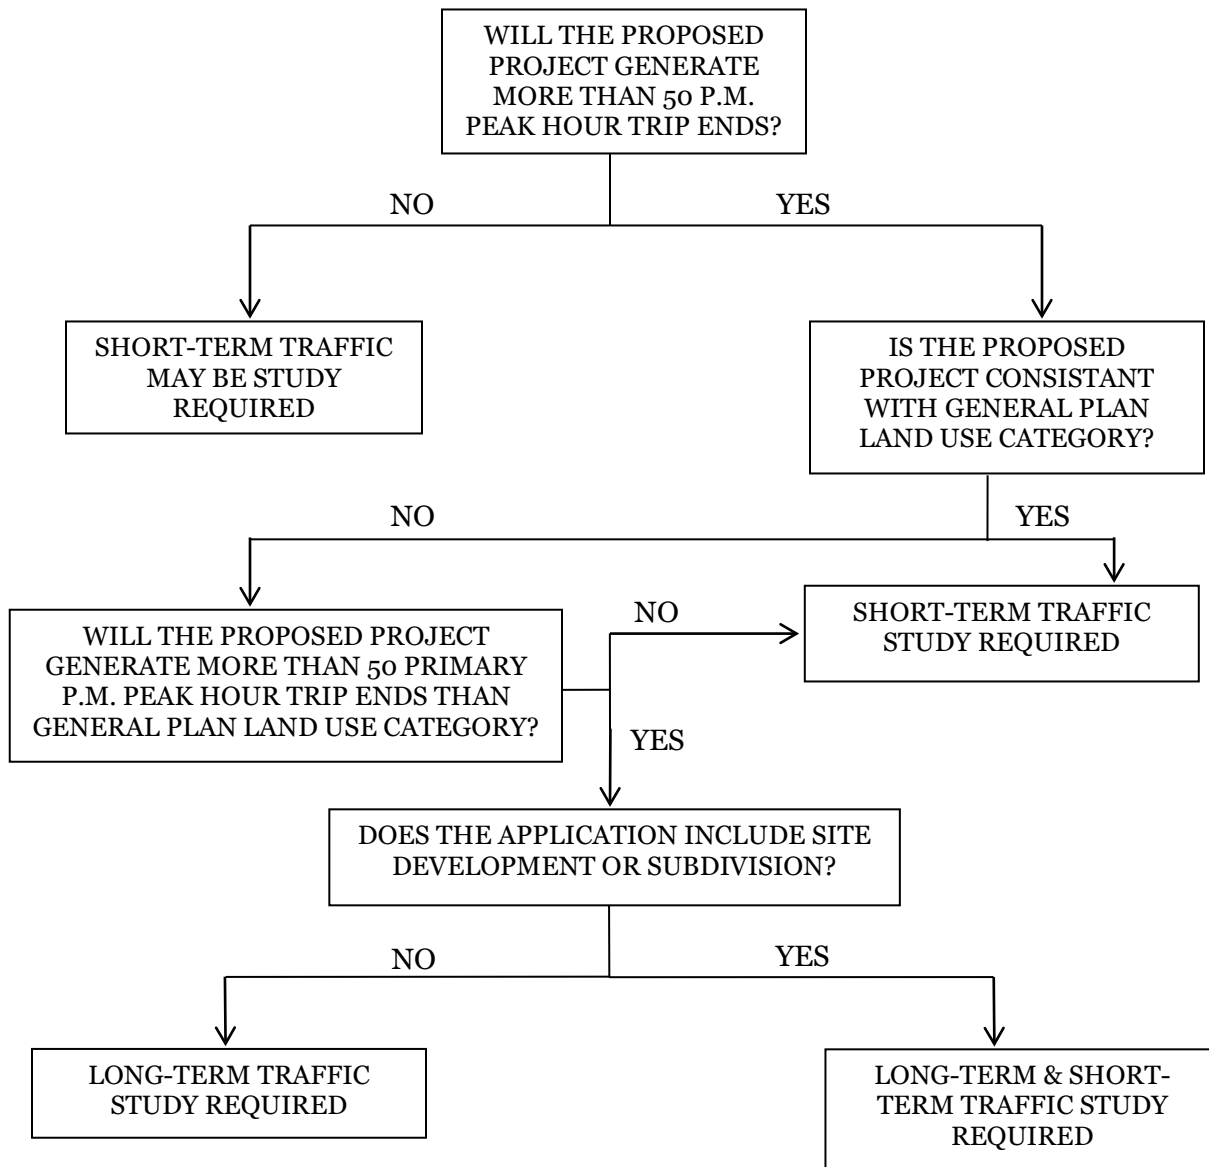 WILL THE PROPOSED
PROJECT GENERATE
MORE THAN 50 P.M.
PEAK HOUR TRIP ENDS?
NO
YES
SHORT-TERM TRAFFIC
MAY BE STUDY
REQUIRED
IS THE PROPOSED
PROJECT CONSISTANT
WITH GENERAL PLAN
LAND USE CATEGORY?
NO
YES
WILL THE PROPOSED PROJECT
GENERATE MORE THAN 50 PRIMARY
P.M. PEAK HOUR TRIP ENDS THAN
GENERAL PLAN LAND USE CATEGORY?
NO
SHORT-TERM TRAFFIC
STUDY REQUIRED
YES
DOES THE APPLICATION INCLUDE SITE
DEVELOPMENT OR SUBDIVISION?
NO
YES
LONG-TERM TRAFFIC
STUDY REQUIRED
LONG-TERM & SHORT-
TERM TRAFFIC STUDY
REQUIRED